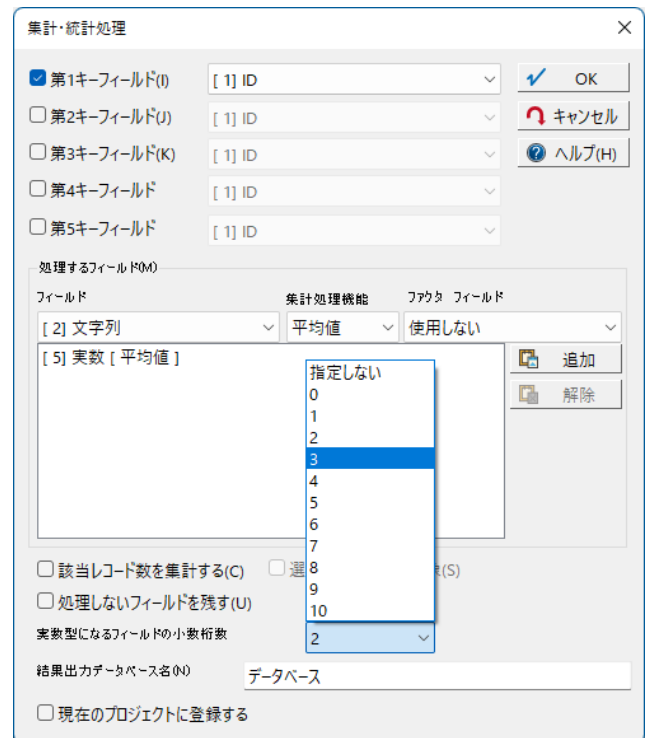 集計・統計処理
第1キーフィールド(I) [ 1] ID OK
第2キーフィールド(J) [ 1] ID キャンセル
第3キーフィールド(K) [ 1] ID ヘルプ(H)
第4キーフィールド [ 1] ID
第5キーフィールド [ 1] ID
処理するフィールド(M)
フィールド 集計処理機能 ファクタ フィールド
[ 2] 文字列 平均値 使用しない
[ 5] 実数 [ 平均値 ] 追加
解除
指定しない
0
1
2
3
4
5
6
7
8
9
10
該当レコード数を集計する(C) 選 (S)
処理しないフィールドを残す(U)
実数型になるフィールドの小数桁数 2
結果出力データベース名(N) データベース
現在のプロジェクトに登録する